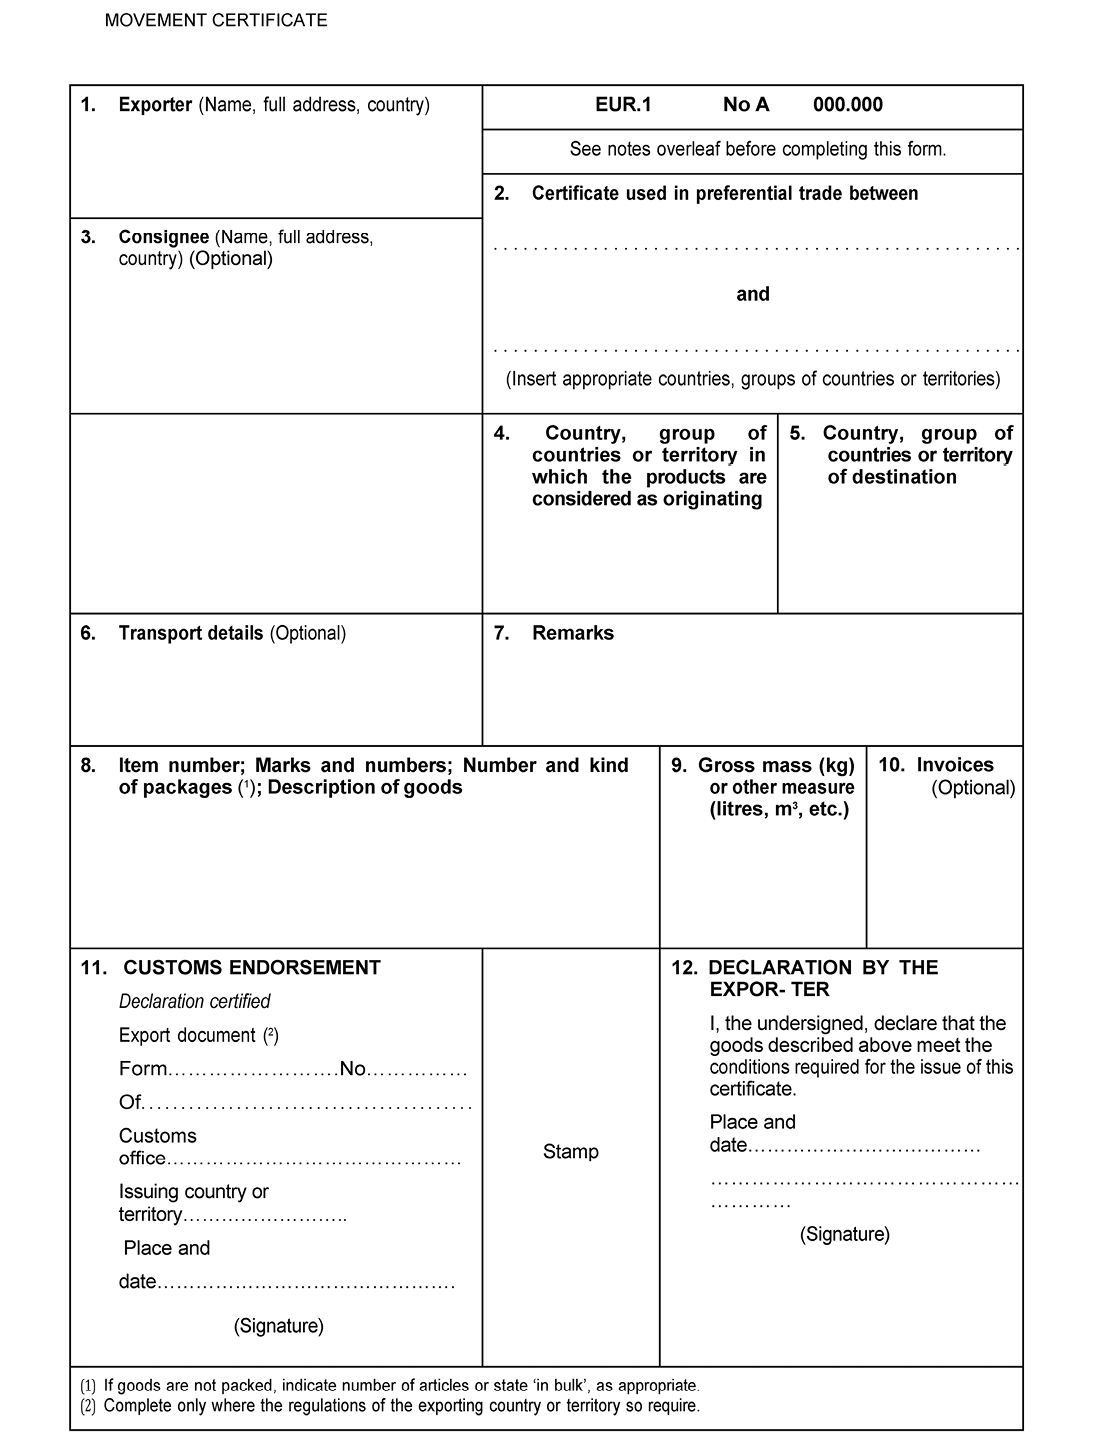 MOVEMENT CERTIFICATE
1. Exporter (Name, full address, country)
EUR.1 No A 000.000
See notes overleaf before completing this form.
2. Certificate used in preferential trade between
......................................................
and
......................................................
(Insert appropriate countries, groups of countries or territories)
3. Consignee (Name, full address,
country) (Optional)
4. Country, group of
countries or territory in
which the products are
considered as originating
5. Country, group of
countries or territory
of destination
6. Transport details (Optional)
7. Remarks
8. Item number; Marks and numbers; Number and kind
of packages (¹); Description of goods
9. Gross mass (kg)
or other measure
(litres, m³, etc.)
10. Invoices
(Optional)
11. CUSTOMS ENDORSEMENT
Declaration certified
Export document (²)
Form…………………….No……………
Of..........................................
Customs
office………………………………………
Issuing country or
territory……………………..
Place and
date……………………………………….
(Signature)
Stamp
12. DECLARATION BY THE
EXPOR- TER
I, the undersigned, declare that the
goods described above meet the
conditions required for the issue of this
certificate.
Place and
date………………………………
………………………………………
…………
(Signature)
(1) If goods are not packed, indicate number of articles or state ‘in bulk’, as appropriate.
(2) Complete only where the regulations of the exporting country or territory so require.